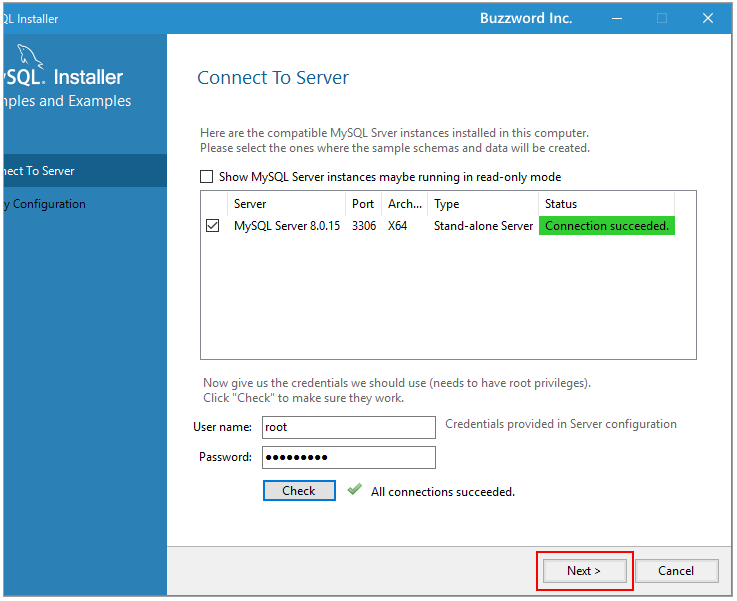 QL Installer
Buzzword Inc.
ySQL. Installer
mples and Examples
nect To Server
y Configuration
Connect To Server
Here are the compatible MySQL Srver instances installed in this computer.
Please select the ones where the sample schemas and data will be created.
Show MySQL Server instances maybe running in read-only mode
Server Port Arch... Type Status
MySQL Server 8.0.15 3306 X64 Stand-alone Server Connection succeeded.
Now give us the credentials we should use (needs to have root privileges).
Click "Check" to make sure they work.
User name: root Credentials provided in Server configuration
Password: ●●●●●●●●●
Check All connections succeeded.
Next > Cancel